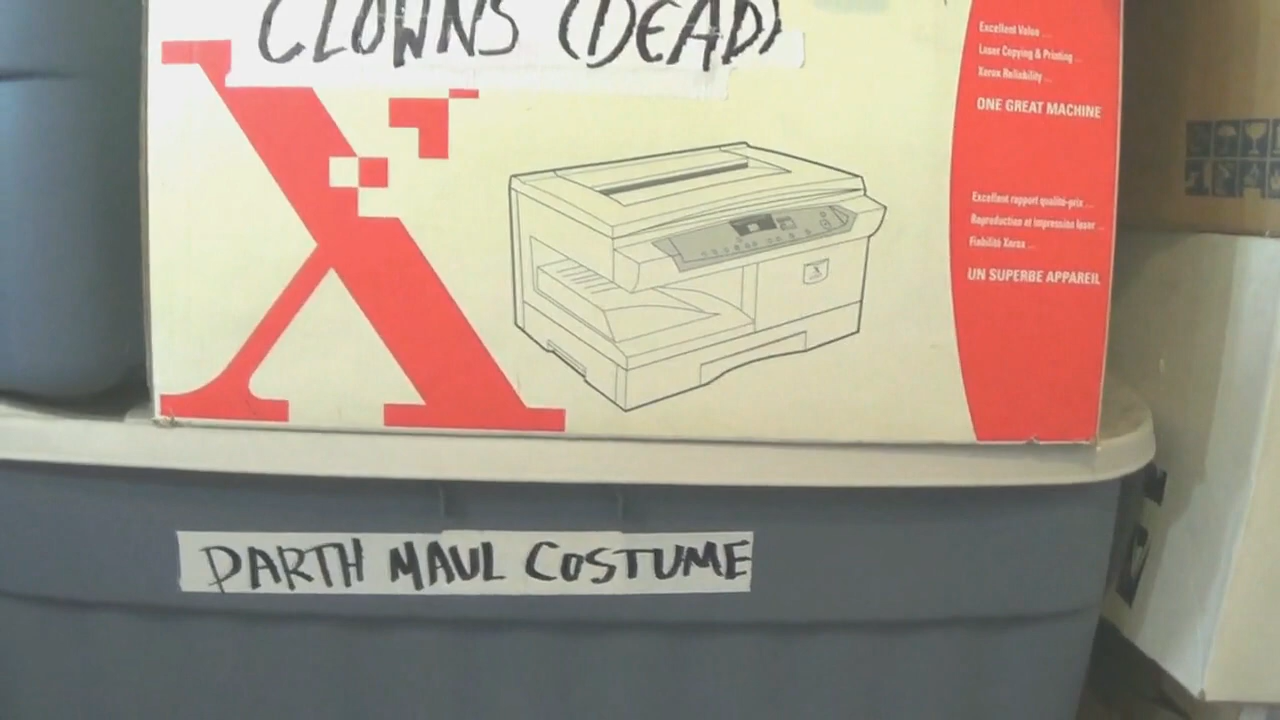 CLOWNS (DEAD)
Excellent Value ...
Laser Copying & Printing ...
Xerox Reliability ...
ONE GREAT MACHINE
Excellent rapport qualité-prix ...
Reproduction et impression laser ...
Fiabilité Xerox ...
UN SUPERBE APPAREIL
X
DARTH MAUL COSTUME